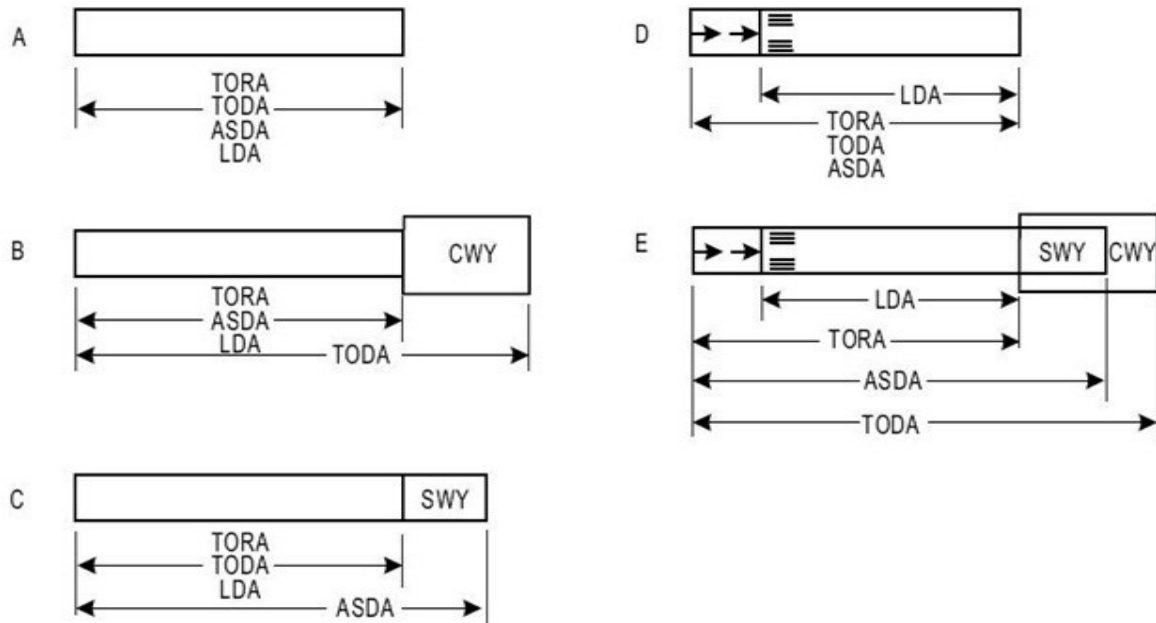 A
TORA
TODA
ASDA
LDA
B
CWY
TORA
ASDA
LDA
TODA
C
SWY
TORA
TODA
LDA
ASDA
D
LDA
TORA
TODA
ASDA
E
SWY CWY
LDA
TORA
ASDA
TODA